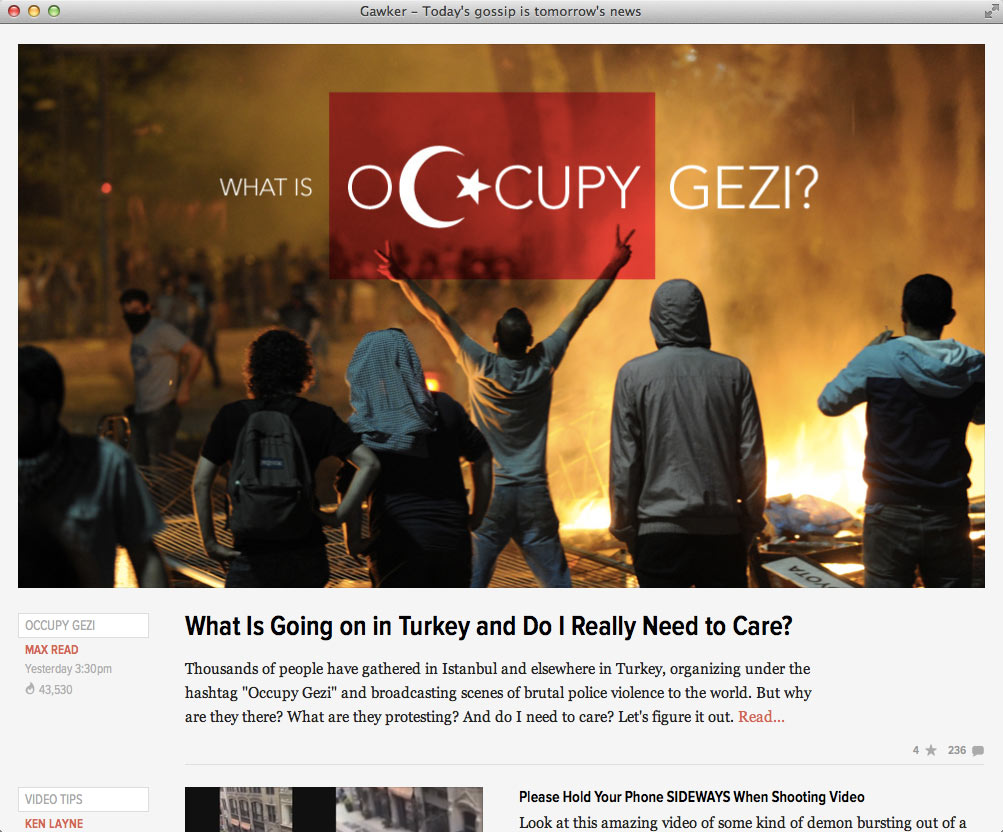 Gawker – Today's gossip is tomorrow's news
WHAT IS OCCUPY GEZI?
OCCUPY GEZI
MAX READ
Yesterday 3:30pm
43,530
What Is Going on in Turkey and Do I Really Need to Care?
Thousands of people have gathered in Istanbul and elsewhere in Turkey, organizing under the
hashtag "Occupy Gezi" and broadcasting scenes of brutal police violence to the world. But why
are they there? What are they protesting? And do I need to care? Let's figure it out. Read...
4 236
VIDEO TIPS
KEN LAYNE
Please Hold Your Phone SIDEWAYS When Shooting Video
Look at this amazing video of some kind of demon bursting out of a